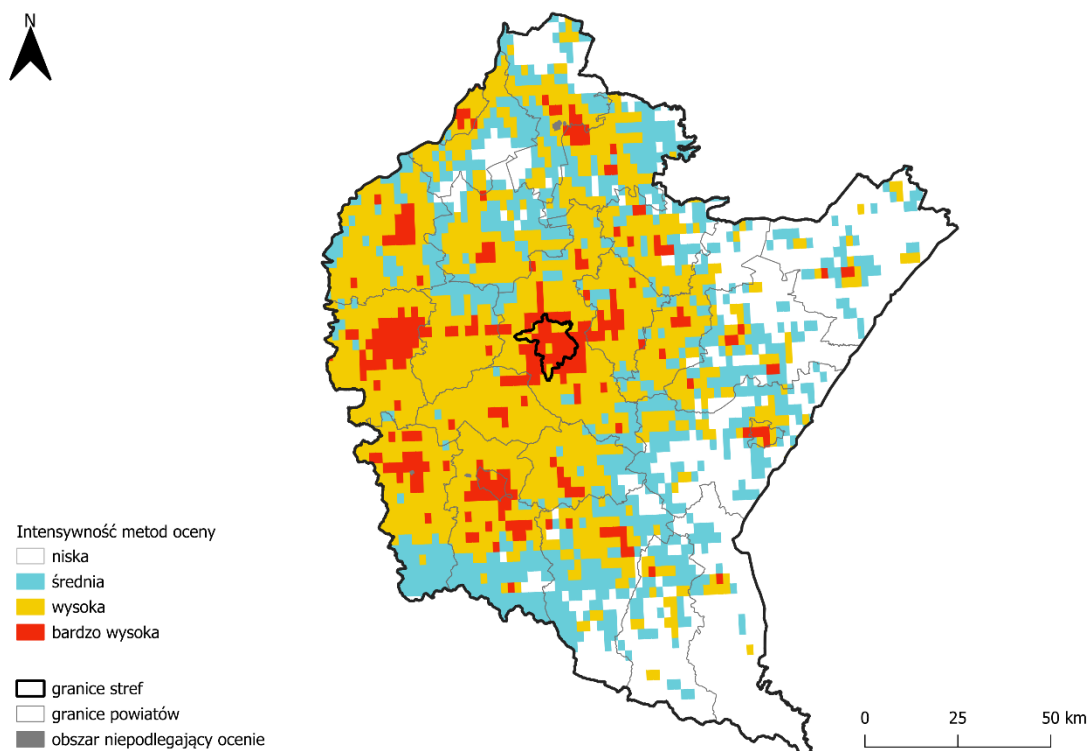 N
Intensywność metod oceny
niska
średnia
wysoka
bardzo wysoka
granice stref
granice powiatów
obszar niepodlegający ocenie
0 25 50 km